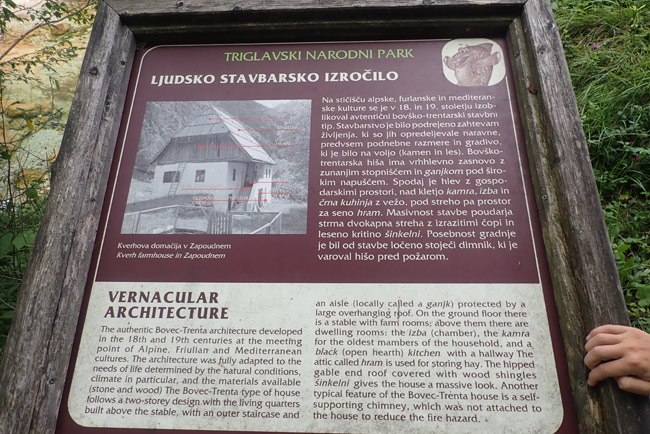 TRIGLAVSKI NARODNI PARK
LJUDSKO STAVBARSKO IZROČILO
Na stičišču alpske, furlanske in mediteran-
ske kulture se je v 18. in 19. stoletju izob-
likoval avtentični bovško-trentarski stavbni
tip. Stavbarstvo je bilo podrejeno zahtevam
življenja, ki so jih opredeljevale naravne,
predvsem podnebne razmere in gradivo,
ki je bilo na voljo (kamen in les). Bovško-
trentarska hiša ima vrhhlevno zasnovo z
zunanjim stopniščem in ganjkom pod širo-
kim napuščem. Spodaj je hlev z gospo-
darskimi prostori, nad kletjo kamra, izba in
črna kuhinja z vežo, pod streho pa prostor
za seno hram. Masivnost stavbe poudarja
strma dvokapna streha z izrazitimi čopi in
leseno kritino šinkelni. Posebnost gradnje
je bil od stavbe ločeno stoječi dimnik, ki je
varoval hišo pred požarom.
Kverhova domačija v Zapoudnem
Kverh farmhouse in Zapoudnem
VERNACULAR
ARCHITECTURE
The authentic Bovec-Trenta architecture developed
in the 18th and 19th centuries at the meeting
point of Alpine, Friulian and Mediterranean
cultures. The architecture was fully adapted to the
needs of life determined by the natural conditions,
climate in particular, and the materials available
(stone and wood) The Bovec-Trenta type of house
follows a two-storey design with the living quarters
built above the stable, with an outer staircase and
an aisle (locally called a ganjk) protected by a
large overhanging roof. On the ground floor there
is a stable with farm rooms; above them there are
dwelling rooms: the izba (chamber), the kamra
for the oldest mambers of the household, and a
black (open hearth) kitchen with a hallway The
attic called hram is used for storing hay. The hipped
gable end roof covered with wood shingles
šinkelni gives the house a massive look. Another
typical feature of the Bovec-Trenta house is a self-
supporting chimney, which was not attached to
the house to reduce the fire hazard.